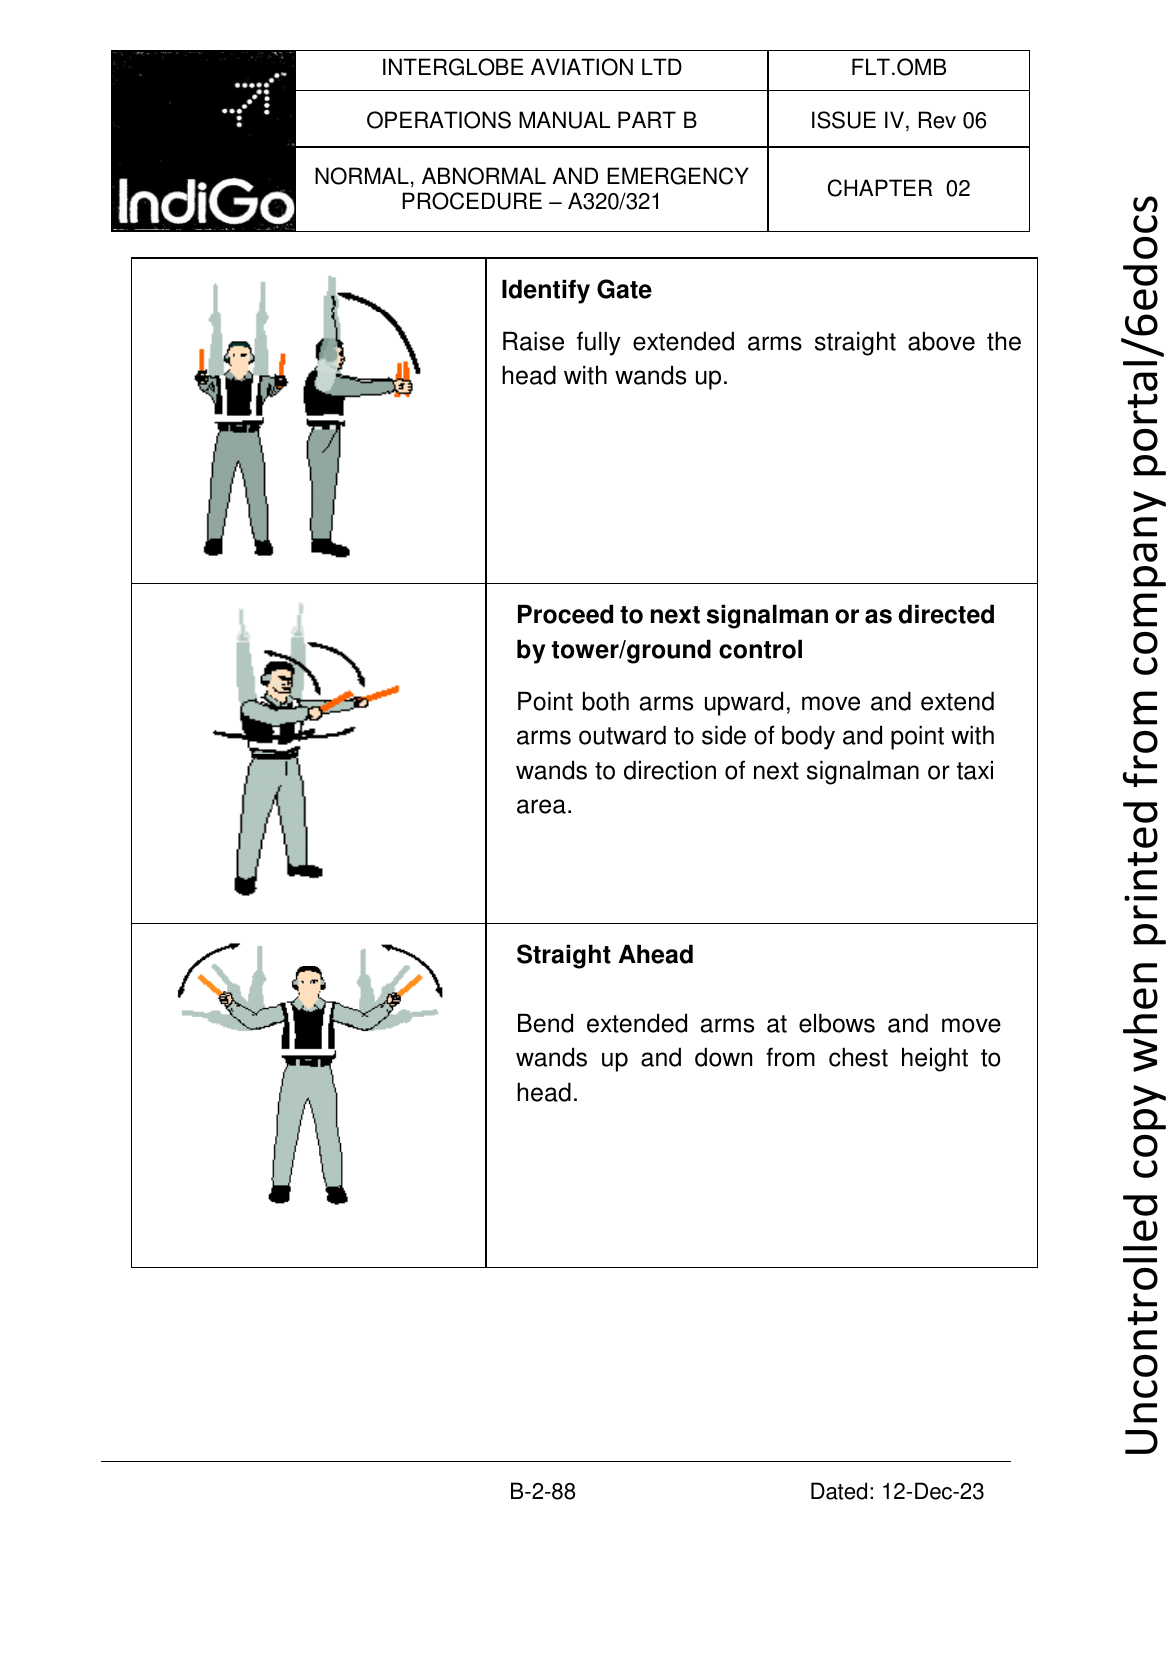 IndiGo
INTERGLOBE AVIATION LTD
FLT.OMB
OPERATIONS MANUAL PART B
ISSUE IV, Rev 06
NORMAL, ABNORMAL AND EMERGENCY
PROCEDURE – A320/321
CHAPTER 02
Identify Gate
Raise fully extended arms straight above the
head with wands up.
Proceed to next signalman or as directed
by tower/ground control
Point both arms upward, move and extend
arms outward to side of body and point with
wands to direction of next signalman or taxi
area.
Straight Ahead
Bend extended arms at elbows and move
wands up and down from chest height to
head.
B-2-88
Dated: 12-Dec-23
Uncontrolled copy when printed from company portal/6edocs